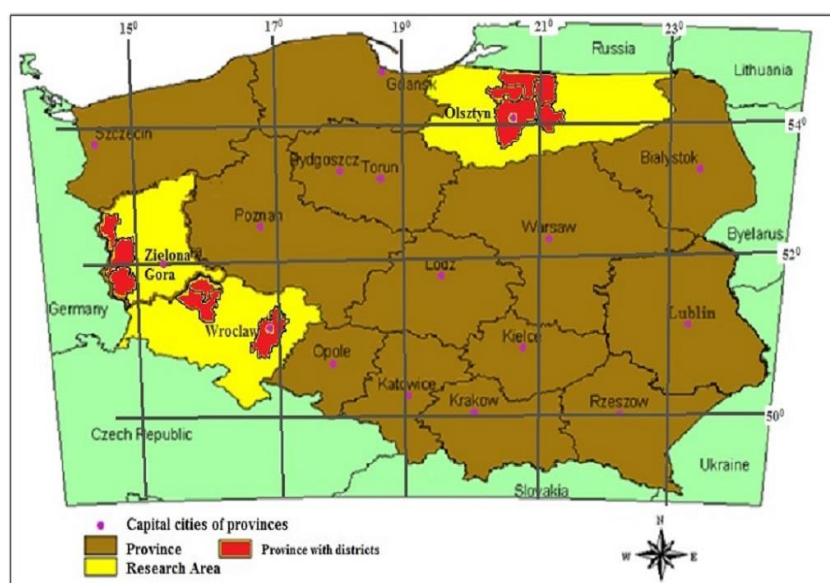 15⁰ 17⁰ 19⁰ 21⁰ 23⁰
Russia
Lithuania
Gdansk
Olsztyn
54⁰
Szczecin
Bydgoszcz Torun
Bialystok
Poznan
Warsaw
Byelarus
Zielona
Gora
52⁰
Lodz
Germany
Wroclaw
Lublin
Opole
Kielce
Katowice
Krakow
Rzeszow
50⁰
Czech Republic
Ukraine
Slovakia
Capital cities of provinces
Province
Province with districts
Research Area
N
W E
S